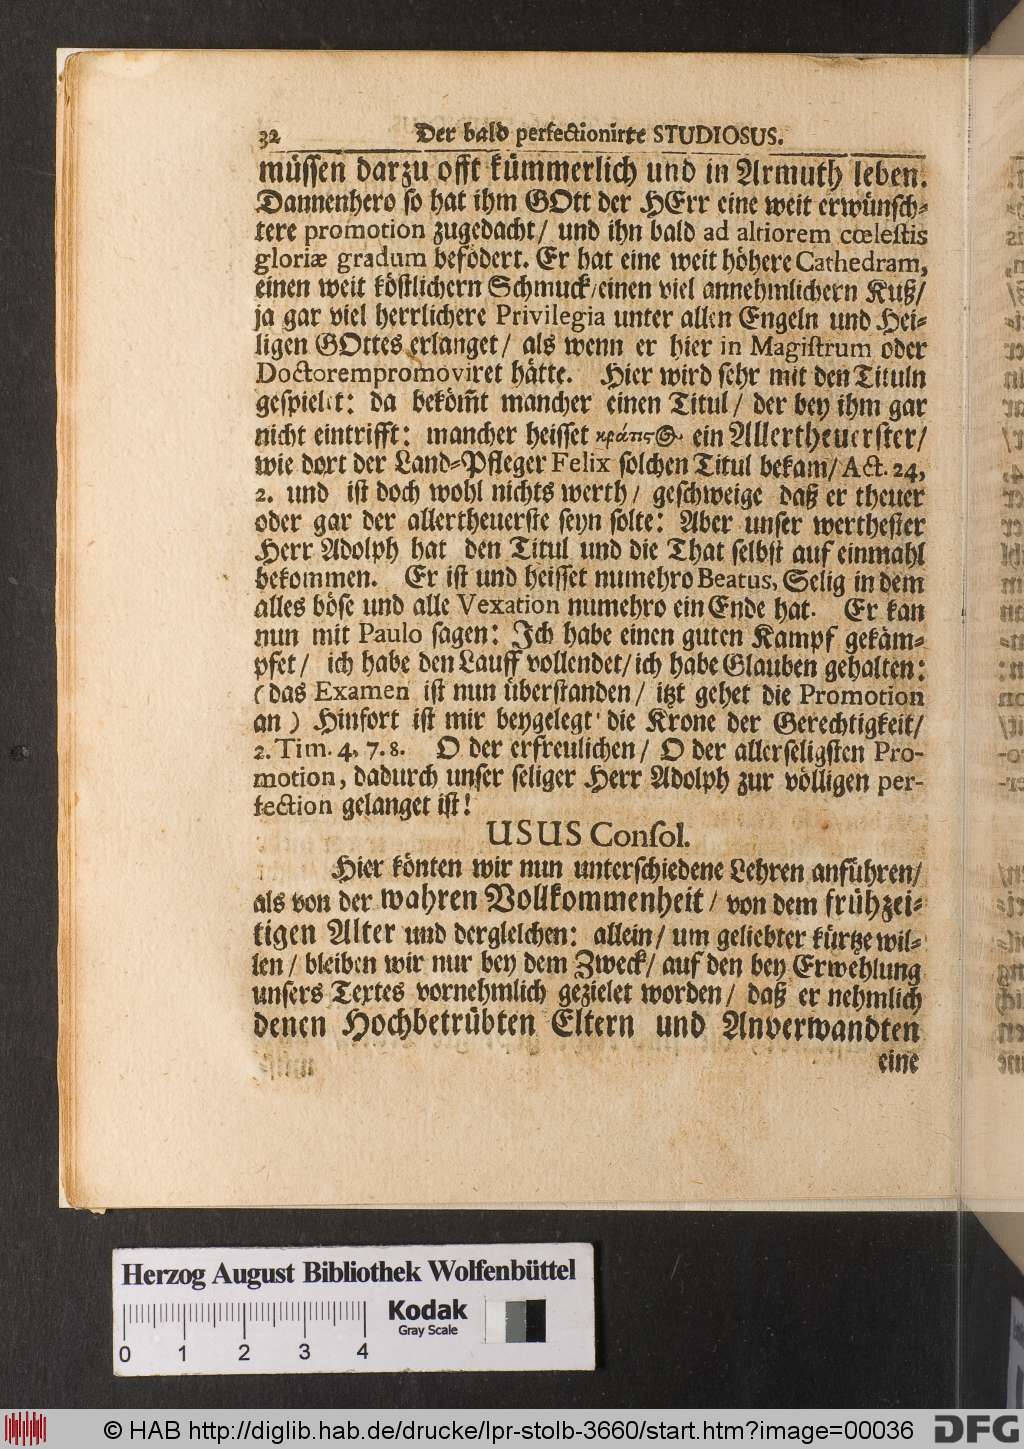 32 Der bald perfectionirte STUDIOSUS.
müssen darzu offt kümmerlich und in Armuth leben.
Dannenhero so hat ihm GOtt der HErr eine weit erwünsch-
tere promotion zugedacht/ und ihn bald ad altiorem cœlestis
gloriæ gradum befödert. Er hat eine weit höhere Cathedram,
einen weit köstlichern Schmuck/einen viel annehmlichern Kuß/
ja gar viel herrlichere Privilegia unter allen Engeln und Hei-
ligen GOttes erlanget/ als wenn er hier in Magistrum oder
Doctorem promoviret hätte. Hier wird sehr mit den Tituln
gespielet: da bekömt mancher einen Titul/ der bey ihm gar
nicht eintrifft: mancher heisset ein Allertheuerster/
wie dort der Land-Pfleger Felix solchen Titul bekam/ Act. 24,
2. und ist doch wohl nichts werth/ geschweige daß er theuer
oder gar der allertheuerste seyn solte: Aber unser werthester
Herr Adolph hat den Titul und die That selbst auf einmahl
bekommen. Er ist und heisset numehro Beatus, Selig in dem
alles böse und alle Vexation numehro ein Ende hat. Er kan
nun mit Paulo sagen: Ich habe einen guten Kampf gekäm-
pfet/ ich habe den Lauff vollendet/ich habe Glauben gehalten:
(das Examen ist nun überstanden/ itzt gehet die Promotion
an) Hinfort ist mir beygelegt die Krone der Gerechtigkeit/
2. Tim. 4, 7. 8. O der erfreulichen/ O der allerseligsten Pro-
motion, dadurch unser seliger Herr Adolph zur völligen per-
fection gelanget ist!
USUS Consol.
Hier könten wir nun unterschiedene Lehren anführen/
als von der wahren Vollkommenheit/ von dem frühzei-
tigen Alter und dergleichen: allein/ um geliebter kürtze wil-
len/ bleiben wir nur bey dem Zweck/ auf den bey Erwehlung
unsers Textes vornehmlich gezielet worden/ daß er nehmlich
denen Hochbetrübten Eltern und Anverwandten
eine
Herzog August Bibliothek Wolfenbüttel
Kodak
Gray Scale
0 1 2 3 4
© HAB http://diglib.hab.de/drucke/lpr-stolb-3660/start.htm?image=00036
DFG